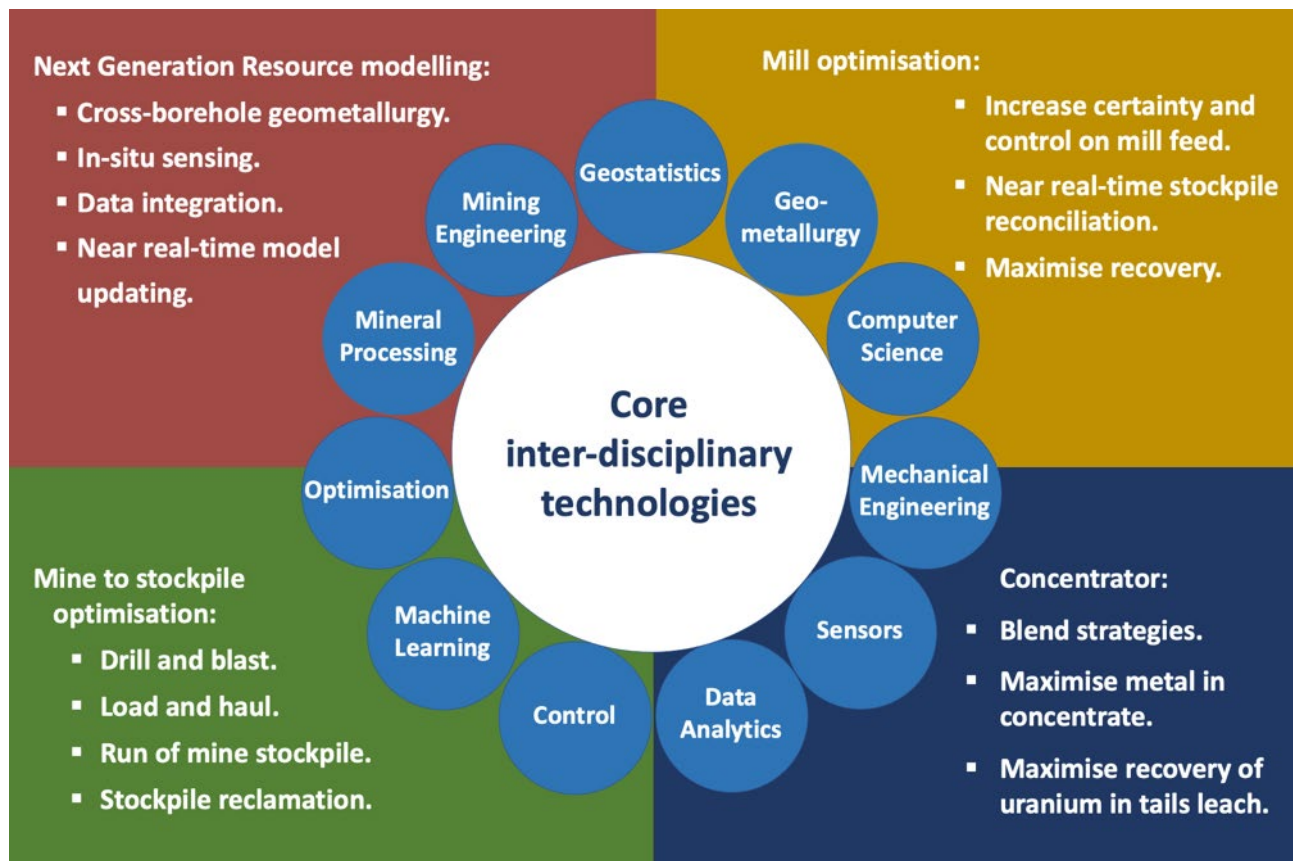 Next Generation Resource modelling:
▪ Cross-borehole geometallurgy.
▪ In-situ sensing.
▪ Data integration.
▪ Near real-time model
updating.
Mill optimisation:
▪ Increase certainty and
control on mill feed.
▪ Near real-time stockpile
reconciliation.
▪ Maximise recovery.
Geostatistics
Geo-
metallurgy
Computer
Science
Mechanical
Engineering
Sensors
Data
Analytics
Control
Machine
Learning
Optimisation
Mineral
Processing
Mining
Engineering
Core
inter-disciplinary
technologies
Mine to stockpile
optimisation:
▪ Drill and blast.
▪ Load and haul.
▪ Run of mine stockpile.
▪ Stockpile reclamation.
Concentrator:
▪ Blend strategies.
▪ Maximise metal in
concentrate.
▪ Maximise recovery of
uranium in tails leach.